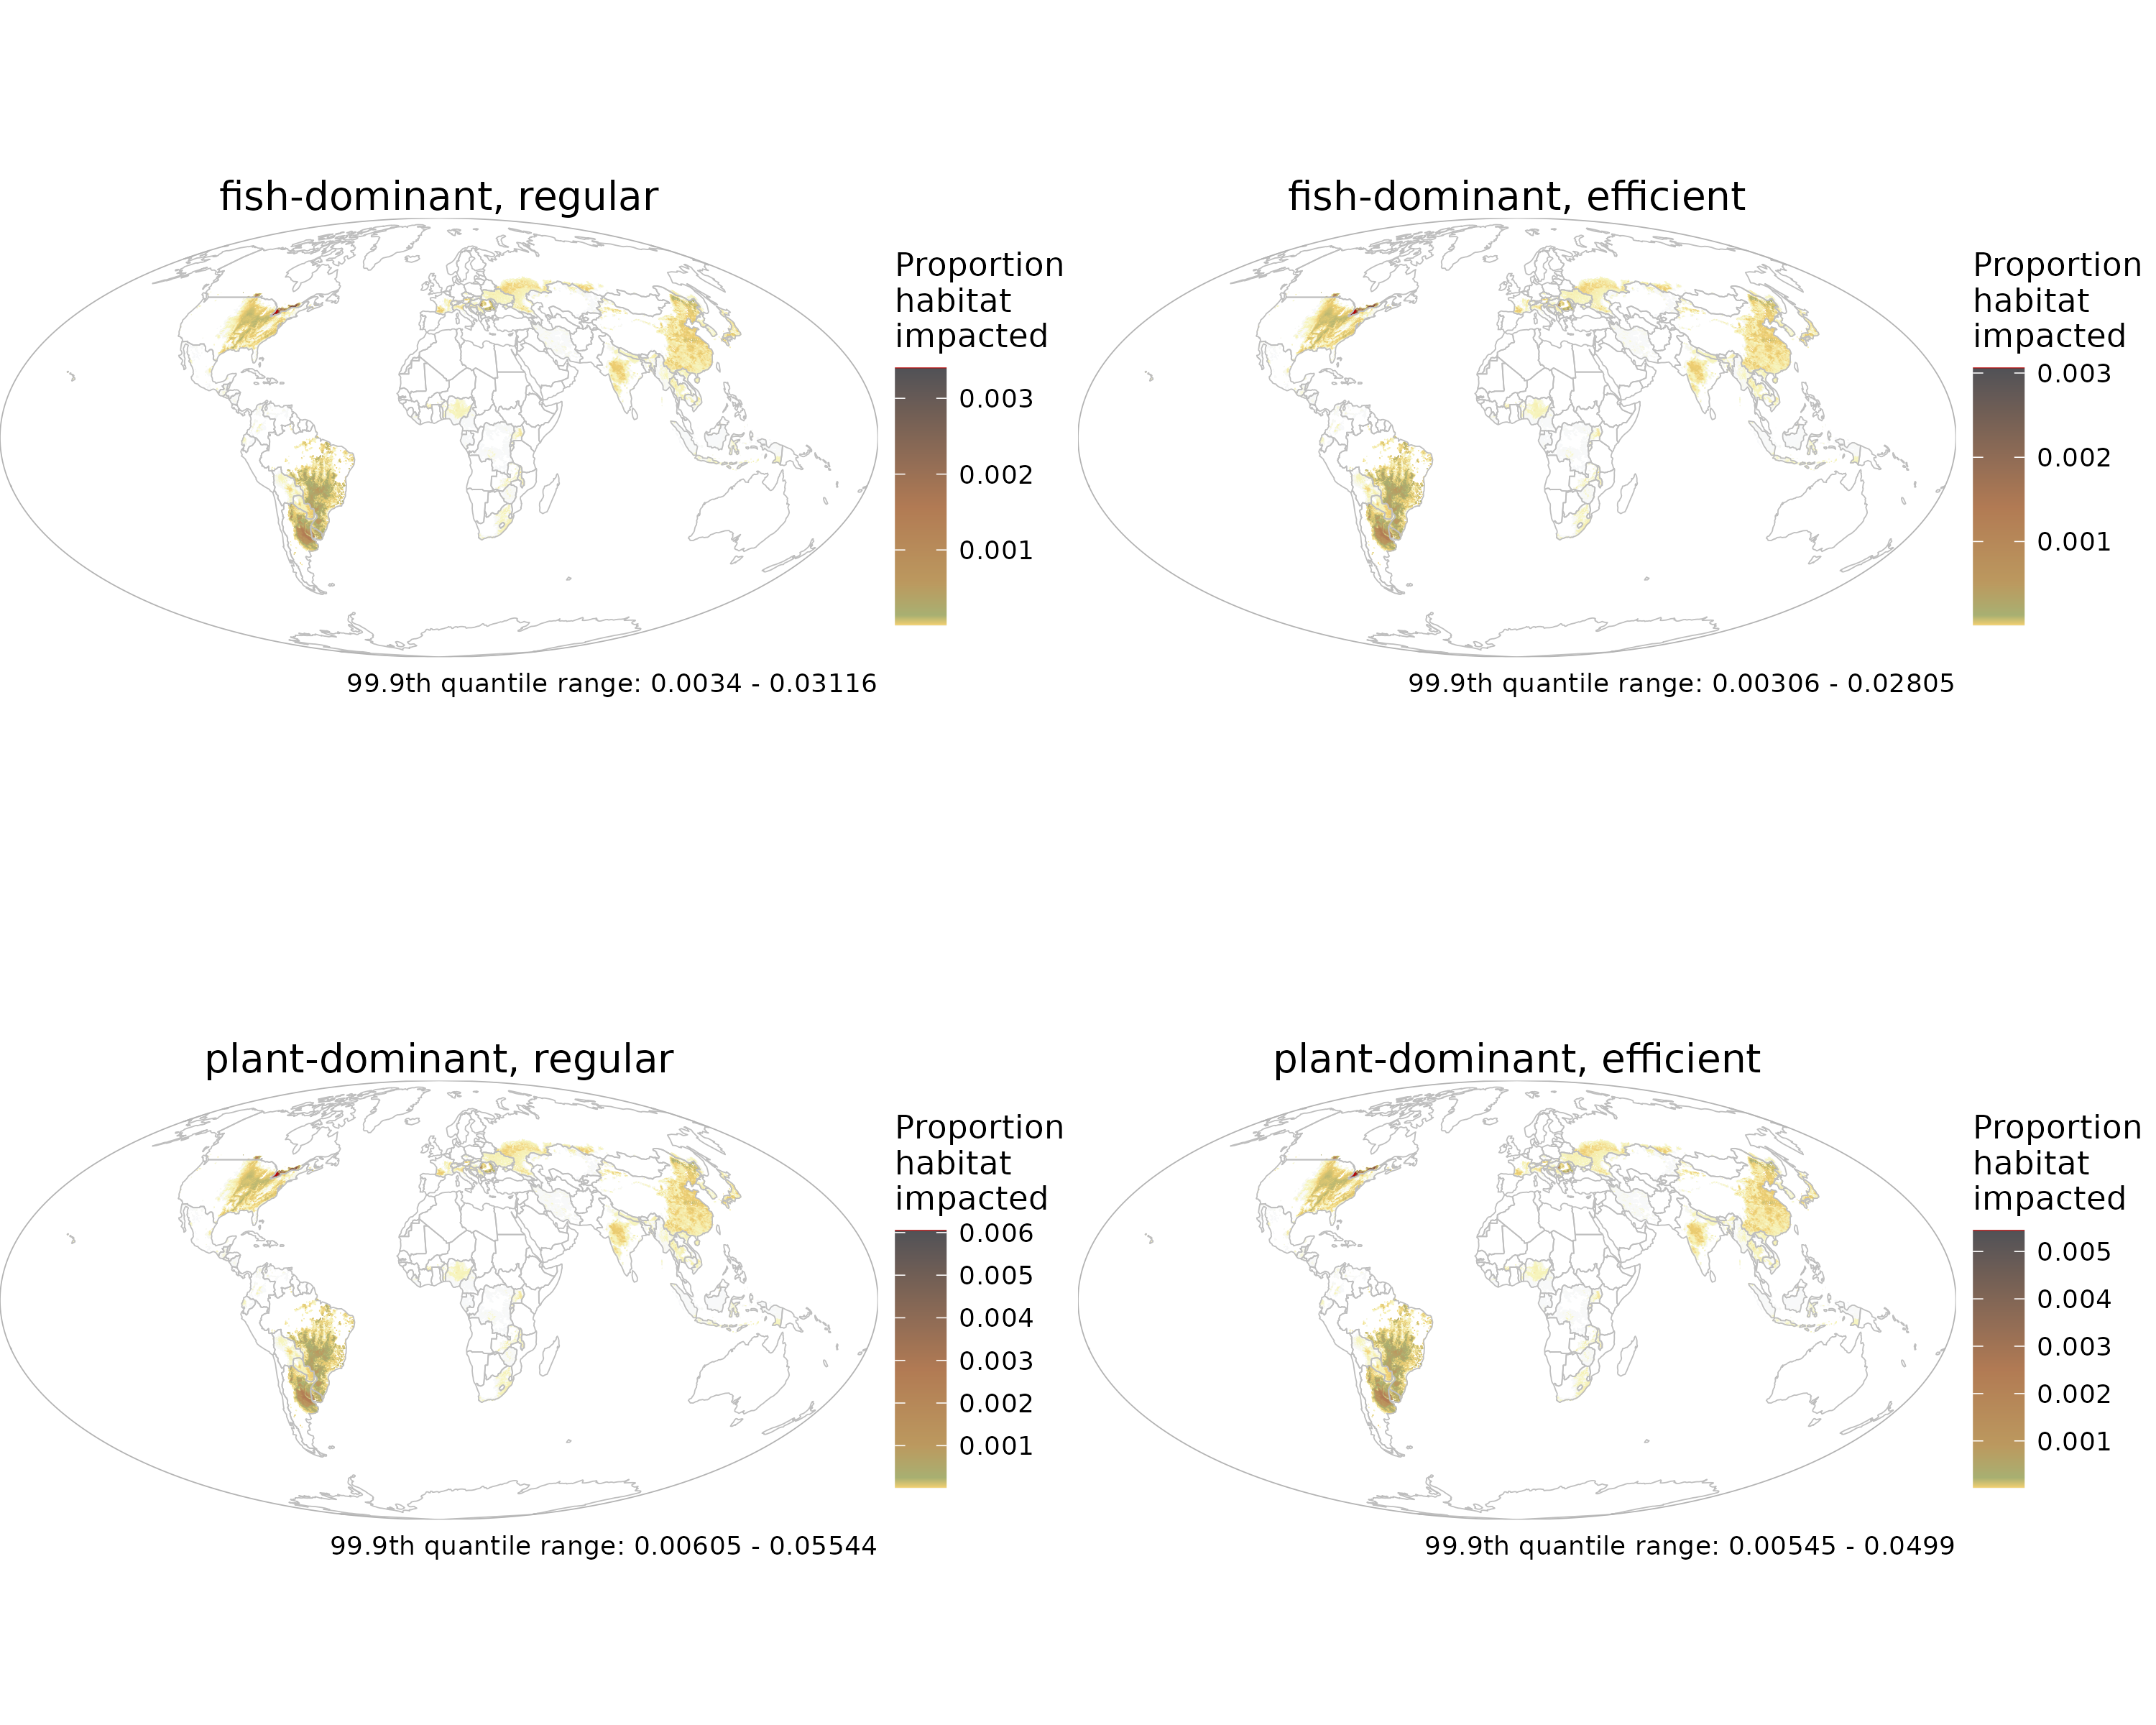 fish-dominant, regular
Proportion
habitat
impacted
0.003
0.002
0.001
99.9th quantile range: 0.0034 - 0.03116
fish-dominant, efficient
Proportion
habitat
impacted
0.003
0.002
0.001
99.9th quantile range: 0.00306 - 0.02805
plant-dominant, regular
Proportion
habitat
impacted
0.006
0.005
0.004
0.003
0.002
0.001
99.9th quantile range: 0.00605 - 0.05544
plant-dominant, efficient
Proportion
habitat
impacted
0.005
0.004
0.003
0.002
0.001
99.9th quantile range: 0.00545 - 0.0499